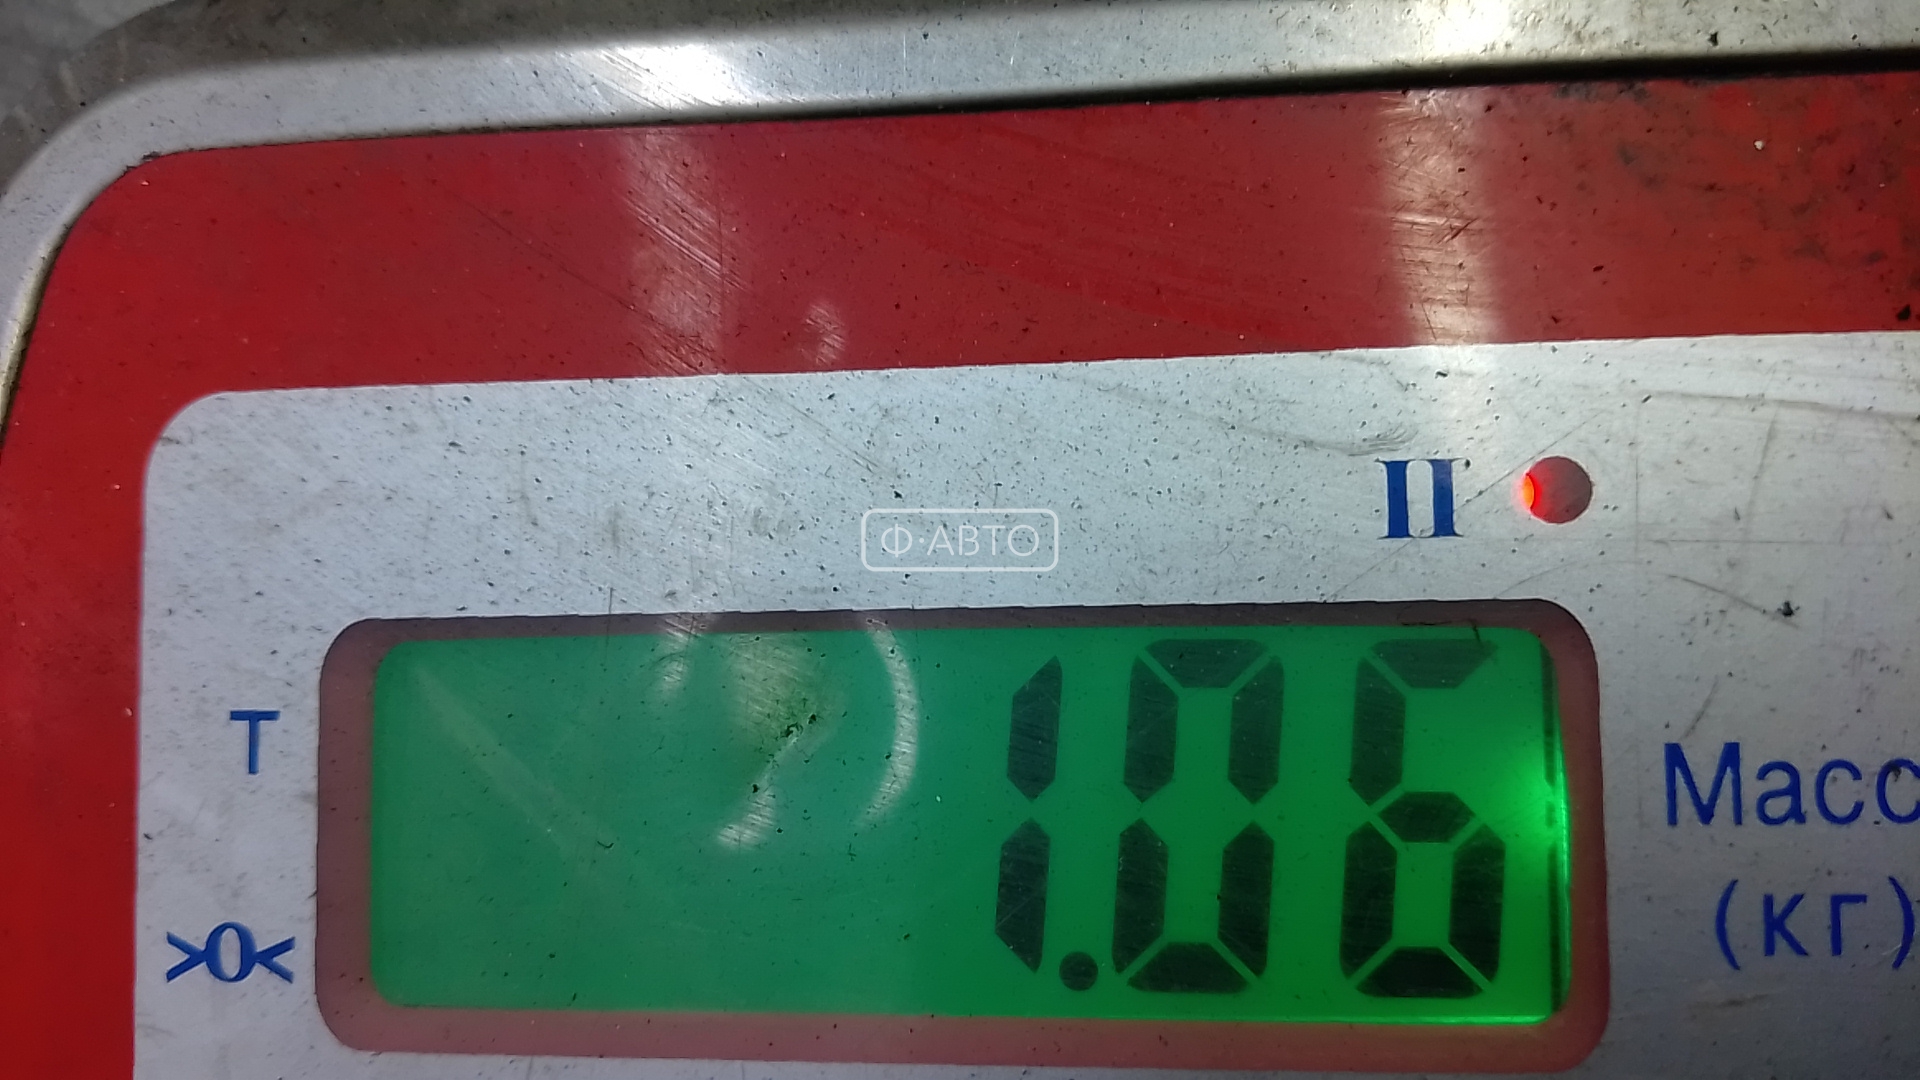 II
Ф·АВТО
T
1.06
Масс
>0<
(кг)